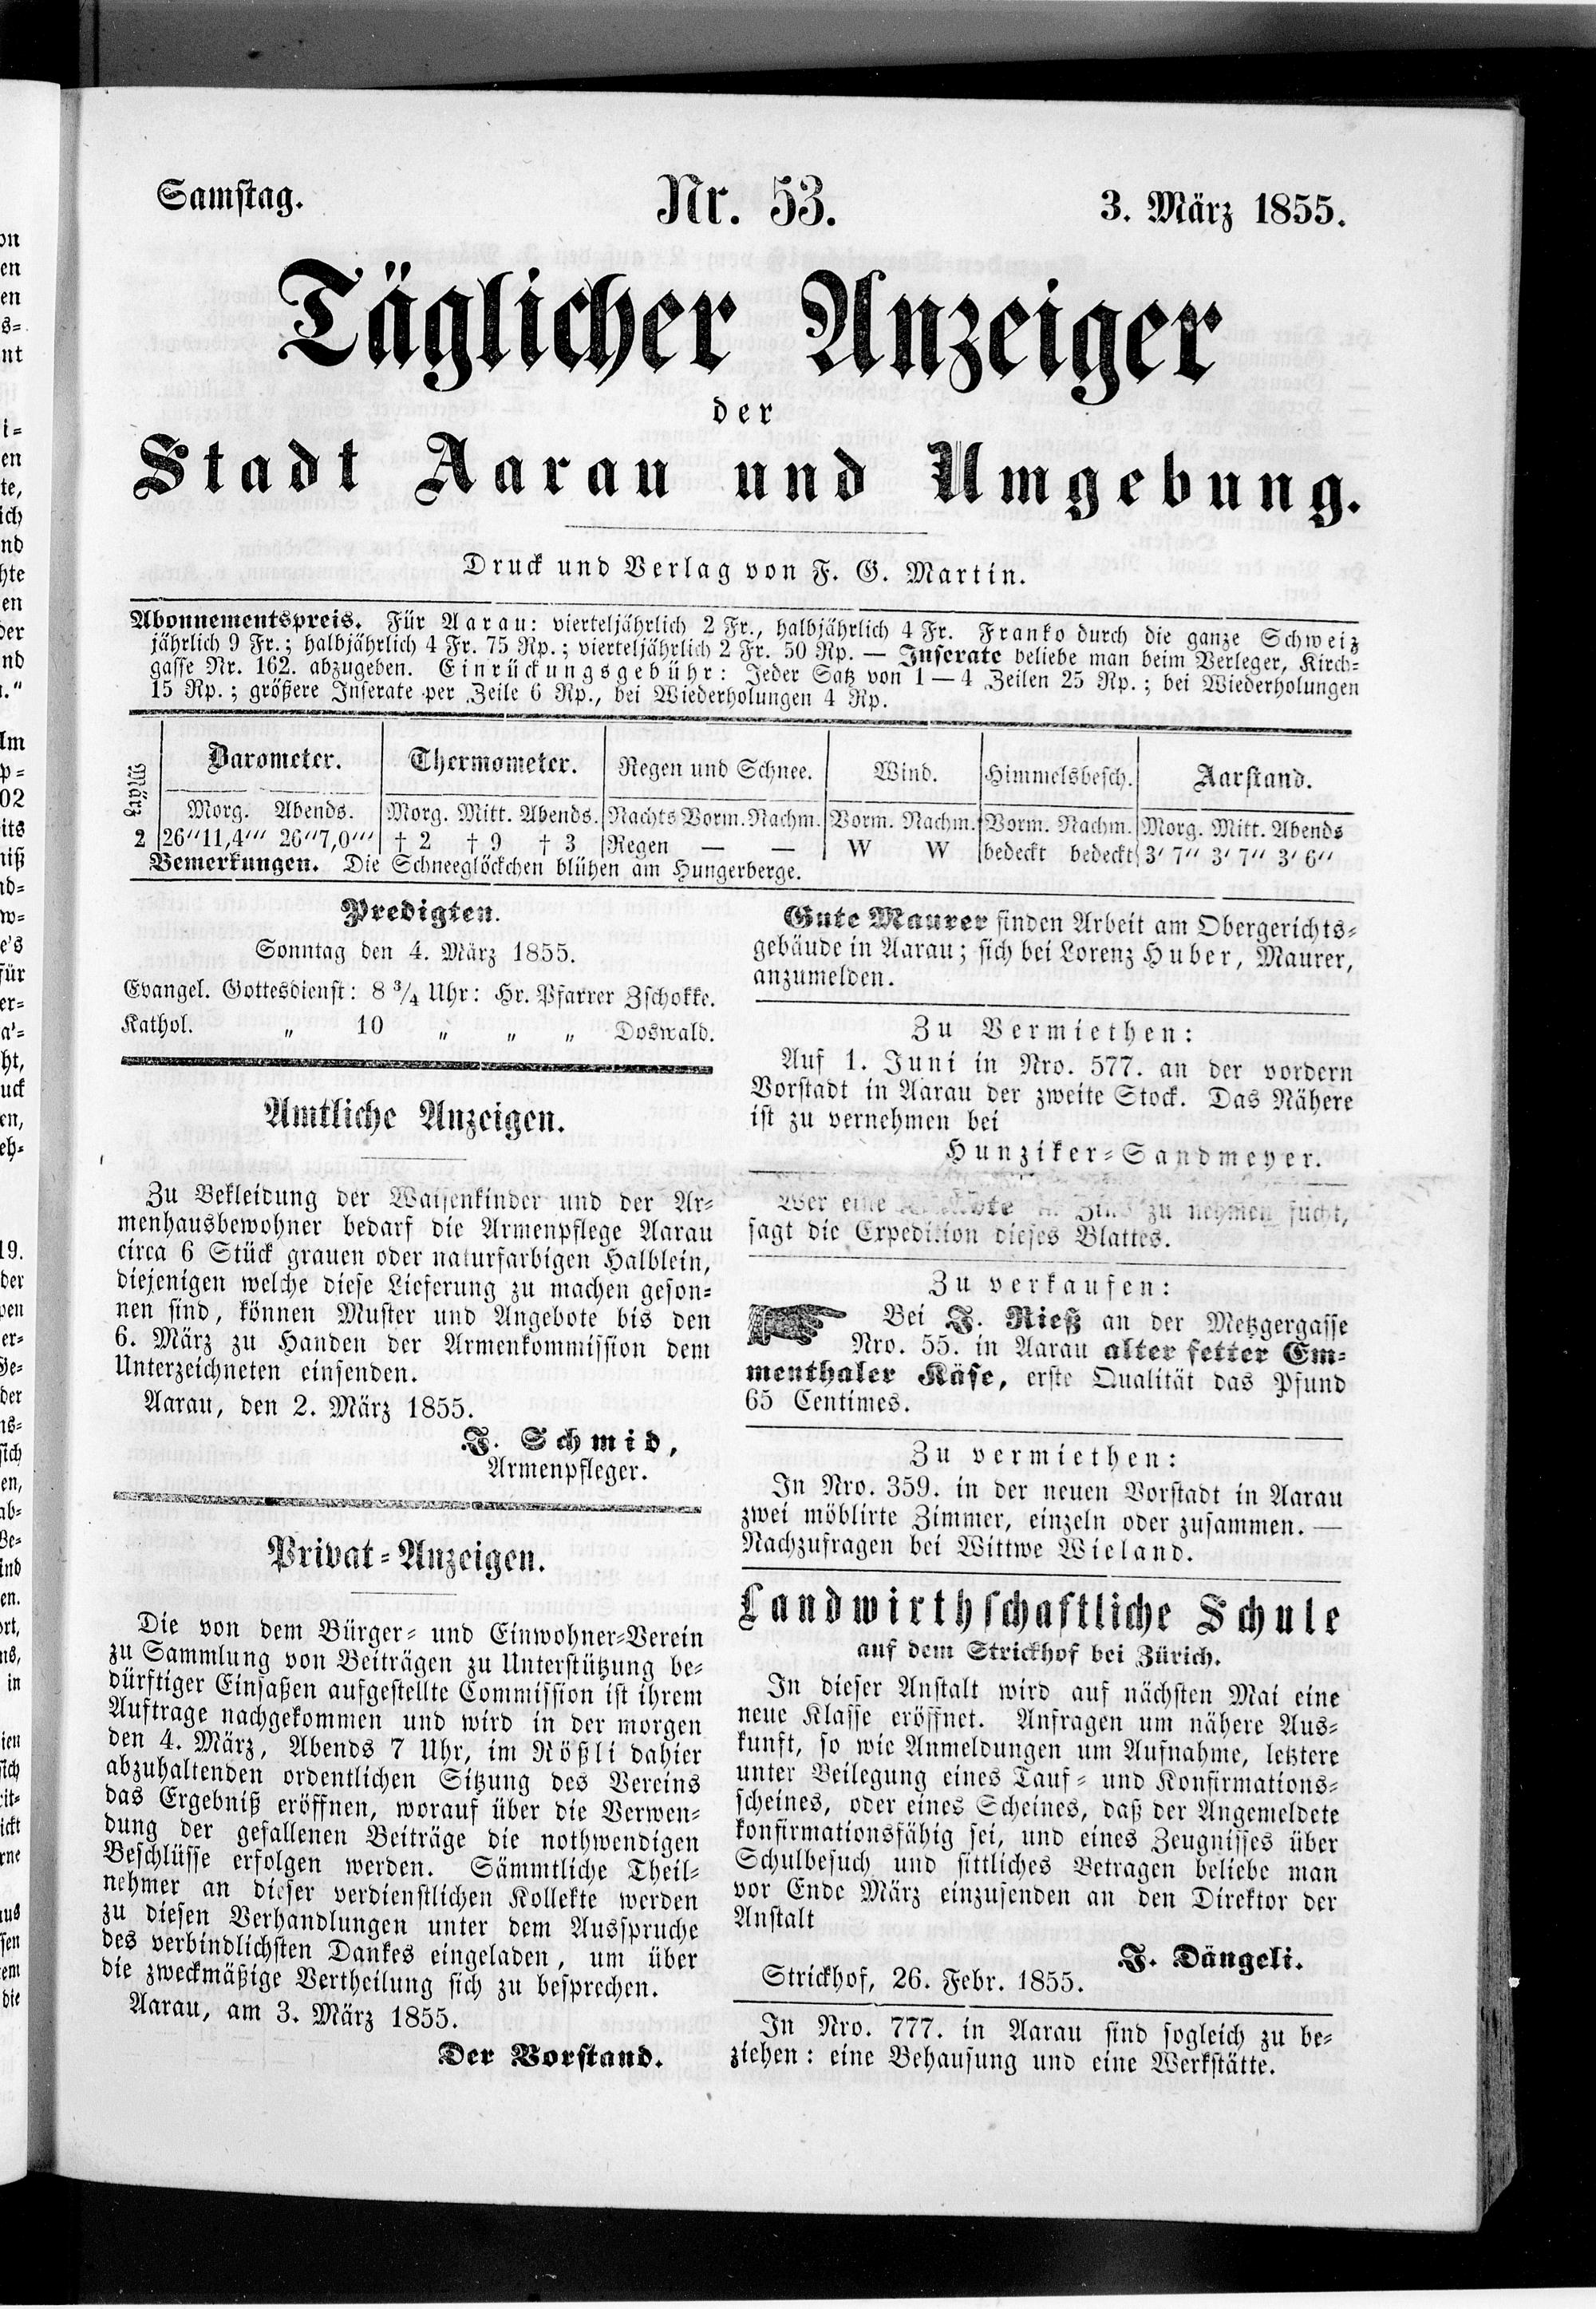 Samstag.
Nr. 53.
3. März 1855.
Täglicher Anzeiger
der
Stadt Aarau und Umgebung.
Druck und Verlag von F. G. Martin.
Abonnementspreis. Für Aarau: vierteljährlich 2 Fr., halbjährlich 4 Fr. Franko durch die ganze Schweiz
jährlich 9 Fr.; halbjährlich 4 Fr. 75 Rp.; vierteljährlich 2 Fr. 50 Rp. — Inserate beliebe man beim Verleger, Kirch=
gasse Nr. 162. abzugeben. Einrückungsgebühr: Jeder Satz von 1—4 Zeilen 25 Rp.; bei Wiederholungen
15 Rp.; größere Inserate per Zeile 6 Rp., bei Wiederholungen 4 Rp.
März Barometer. Thermometer. Regen und Schnee. Wind. Himmelsbesch. Aarstand.
Morg. Abends. Morg. Mitt. Abends. Nachts Vorm. Nachm. Vorm. Nachm. Vorm. Nachm. Morg. Mitt. Abends
2 26"11,4"' 26"7,0"' † 2 † 9 † 3 Regen — — W W bedeckt bedeckt 3' 7" 3' 7" 3' 6"
Bemerkungen. Die Schneeglöckchen blühen am Hungerberge.
Predigten.
Sonntag den 4. März 1855.
Evangel. Gottesdienst: 8 3/4 Uhr: Hr. Pfarrer Zschokke.
Kathol. „ 10 „ „ „ Doswald.
Amtliche Anzeigen.
Zu Bekleidung der Waisenkinder und der Ar=
menhausbewohner bedarf die Armenpflege Aarau
circa 6 Stück grauen oder naturfarbigen Halblein,
diejenigen welche diese Lieferung zu machen geson=
nen sind, können Muster und Angebote bis den
6. März zu Handen der Armenkommission dem
Unterzeichneten einsenden.
Aarau, den 2. März 1855.
J. Schmid,
Armenpfleger.
Privat=Anzeigen.
Die von dem Bürger= und Einwohner=Verein
zu Sammlung von Beiträgen zu Unterstützung be=
dürftiger Einsaßen aufgestellte Commission ist ihrem
Auftrage nachgekommen und wird in der morgen
den 4. März, Abends 7 Uhr, im Rößli dahier
abzuhaltenden ordentlichen Sitzung des Vereins
das Ergebniß eröffnen, worauf über die Verwen=
dung der gefallenen Beiträge die nothwendigen
Beschlüsse erfolgen werden. Sämmtliche Theil=
nehmer an dieser verdienstlichen Kollekte werden
zu diesen Verhandlungen unter dem Ausspruche
des verbindlichsten Dankes eingeladen, um über
die zweckmäßige Vertheilung sich zu besprechen.
Aarau, am 3. März 1855.
Der Vorstand.
Gute Maurer finden Arbeit am Obergerichts=
gebäude in Aarau; sich bei Lorenz Huber, Maurer,
anzumelden.
Zu Vermiethen:
Auf 1. Juni in Nro. 577. an der vordern
Vorstadt in Aarau der zweite Stock. Das Nähere
ist zu vernehmen bei
Hunziker=Sandmeyer.
Wer eine Zins zu nehmen sucht,
sagt die Expedition dieses Blattes.
Zu verkaufen:
Bei J. Rieß an der Metzgergasse
Nro. 55. in Aarau alter fetter Em=
menthaler Käse, erste Qualität das Pfund
65 Centimes.
Zu vermiethen:
In Nro. 359. in der neuen Vorstadt in Aarau
zwei möblirte Zimmer, einzeln oder zusammen. —
Nachzufragen bei Wittwe Wieland.
Landwirthschaftliche Schule
auf dem Strickhof bei Zürich.
In dieser Anstalt wird auf nächsten Mai eine
neue Klasse eröffnet. Anfragen um nähere Aus=
kunft, so wie Anmeldungen um Aufnahme, letztere
unter Beilegung eines Tauf= und Konfirmations=
scheines, oder eines Scheines, daß der Angemeldete
konfirmationsfähig sei, und eines Zeugnisses über
Schulbesuch und sittliches Betragen beliebe man
vor Ende März einzusenden an den Direktor der
Anstalt
J. Dängeli.
Strickhof, 26. Febr. 1855.
In Nro. 777. in Aarau sind sogleich zu be=
ziehen: eine Behausung und eine Werkstätte.